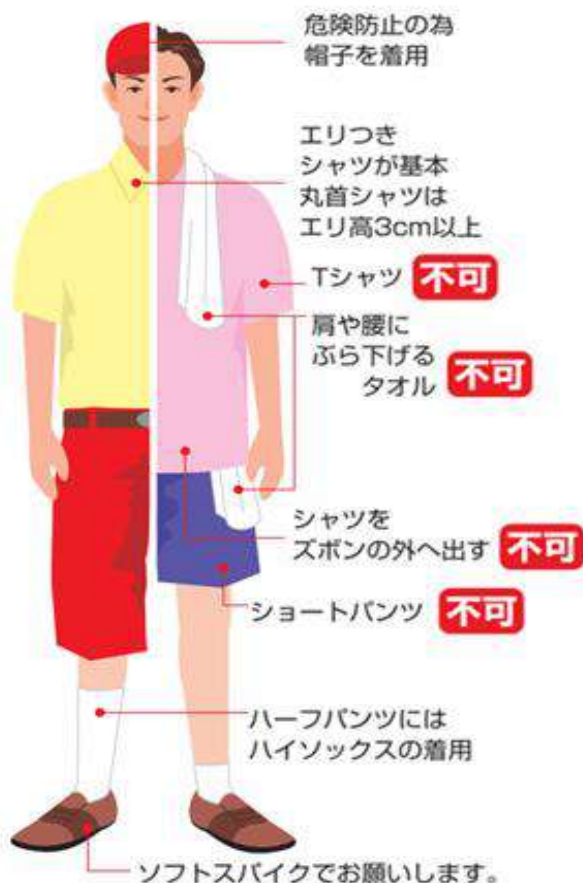 危険防止の為
帽子を着用
エリつき
シャツが基本
丸首シャツは
エリ高3cm以上
Tシャツ 不可
肩や腰に
ぶら下げる
タオル 不可
シャツを
ズボンの外へ出す 不可
ショートパンツ 不可
ハーフパンツには
ハイソックスの着用
ソフトスパイクでお願いします。